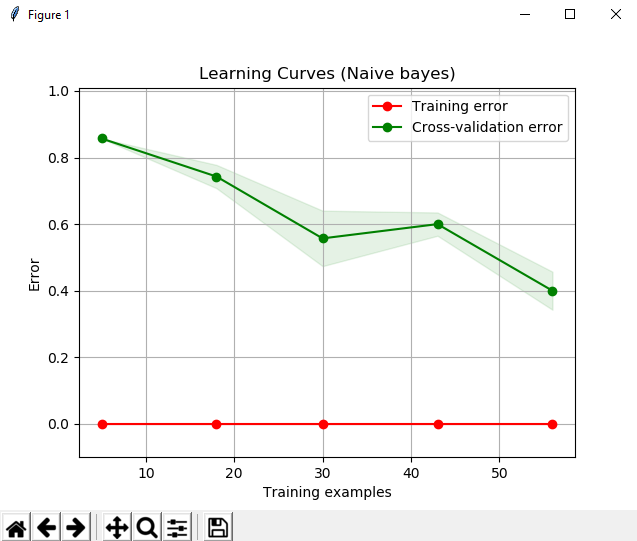 Figure 1
Learning Curves (Naive bayes)
Training error
Cross-validation error
1.0
0.8
0.6
0.4
0.2
0.0
Error
10 20 30 40 50
Training examples